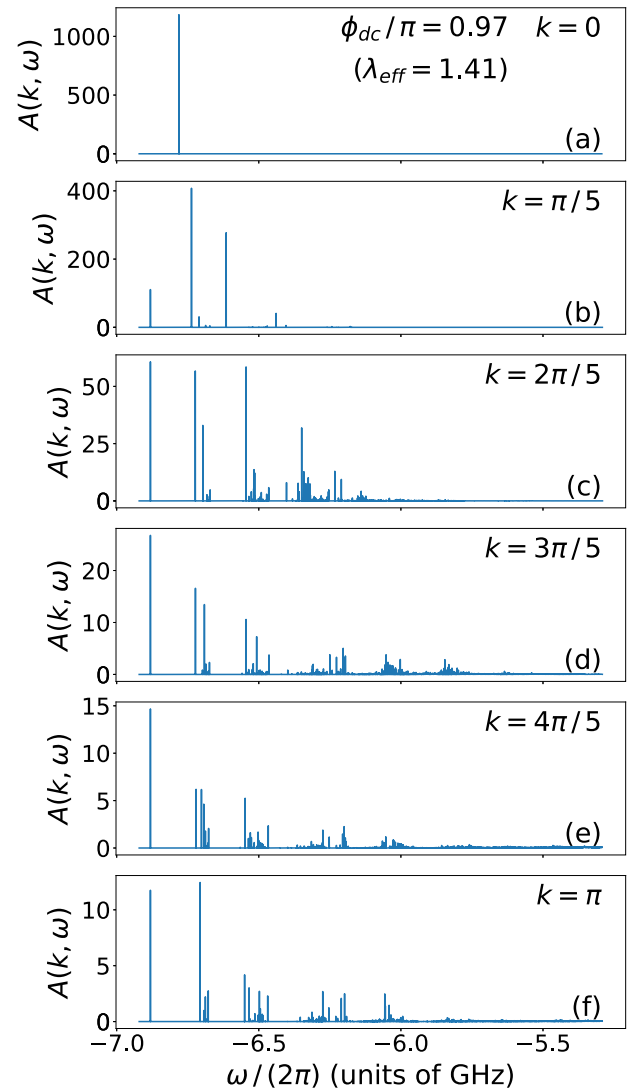 ϕ_dc/π = 0.97 k = 0
(λ_eff = 1.41)
A(k, ω)
1000
500
0
(a)
k = π/5
A(k, ω)
400
200
0
(b)
k = 2π/5
A(k, ω)
50
25
0
(c)
k = 3π/5
A(k, ω)
20
10
0
(d)
k = 4π/5
A(k, ω)
15
10
5
0
(e)
k = π
A(k, ω)
10
5
0
(f)
−7.0 −6.5 −6.0 −5.5
ω/(2π) (units of GHz)